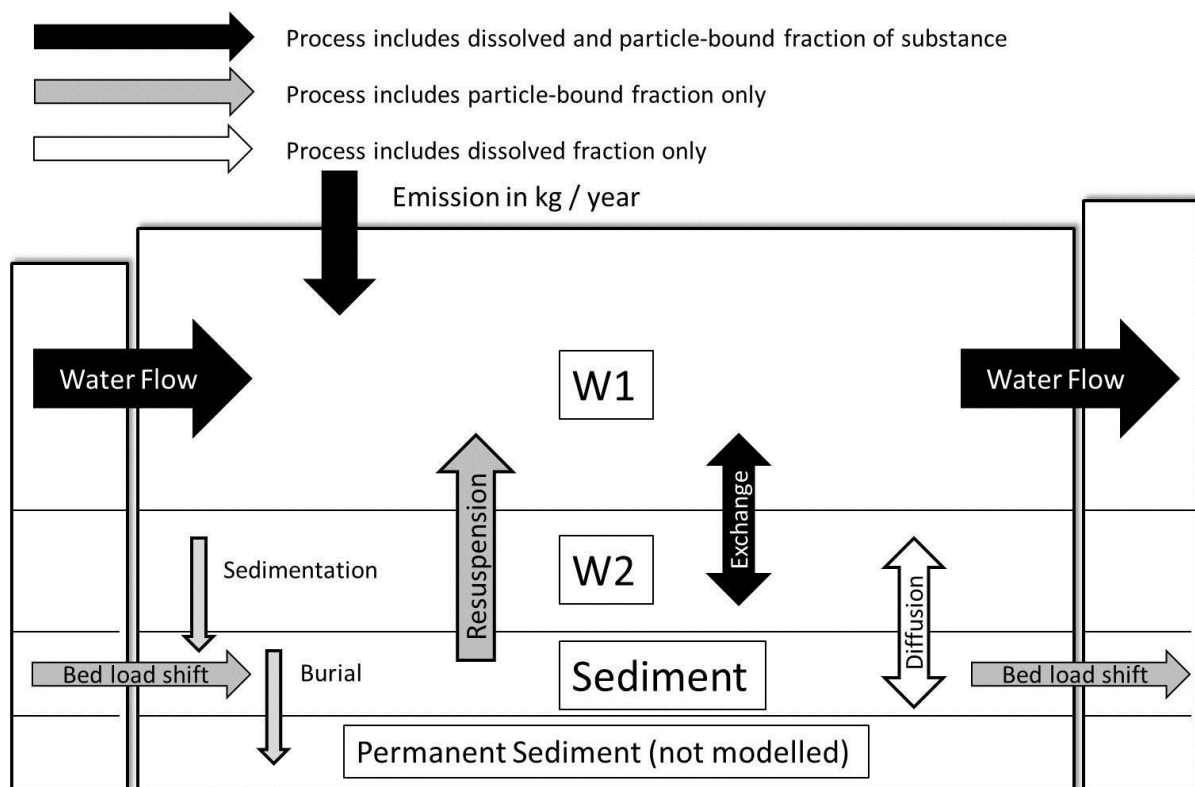 Process includes dissolved and particle-bound fraction of substance
Process includes particle-bound fraction only
Process includes dissolved fraction only
Emission in kg / year
Water Flow
W1
Water Flow
Resuspension
Exchange
Sedimentation
W2
Diffusion
Bed load shift
Burial
Sediment
Bed load shift
Permanent Sediment (not modelled)